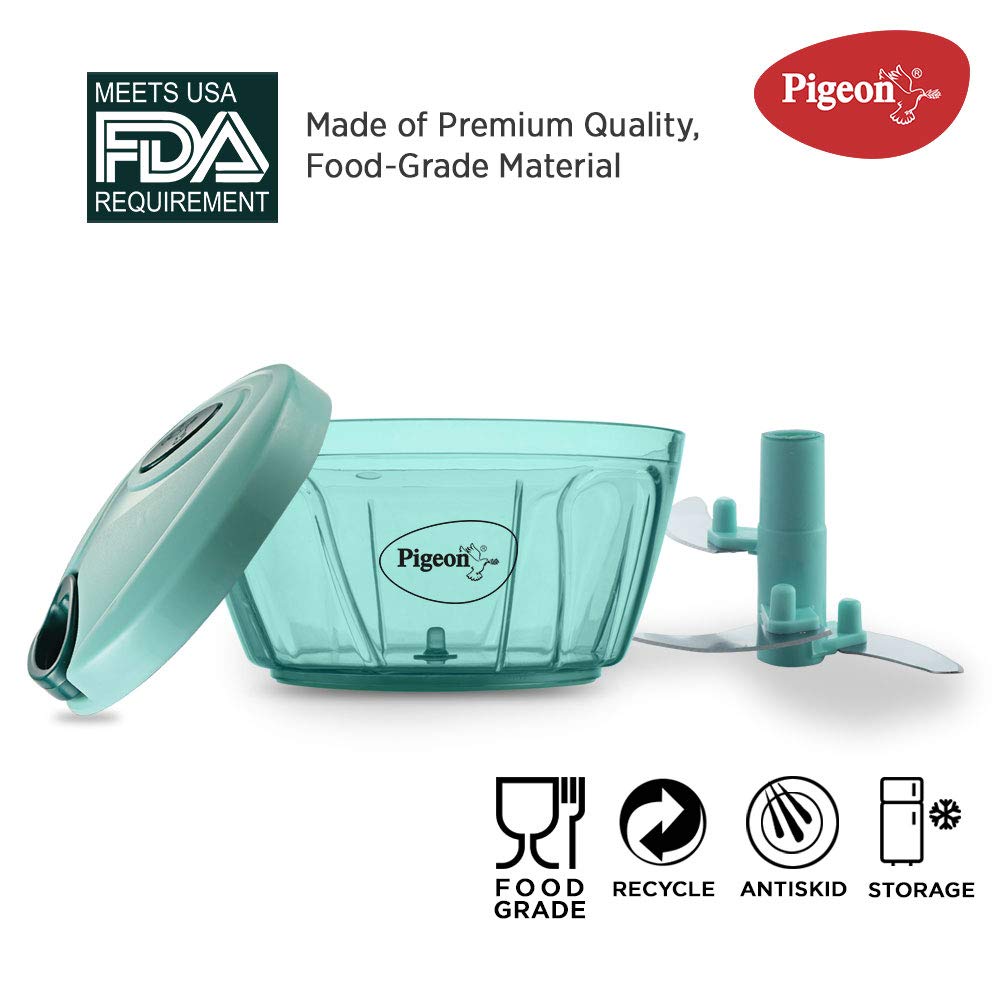 MEETS USA
FDA
REQUIREMENT
Made of Premium Quality,
Food-Grade Material
Pigeon®
Pigeon®
FOOD
GRADE
RECYCLE
ANTISKID
STORAGE